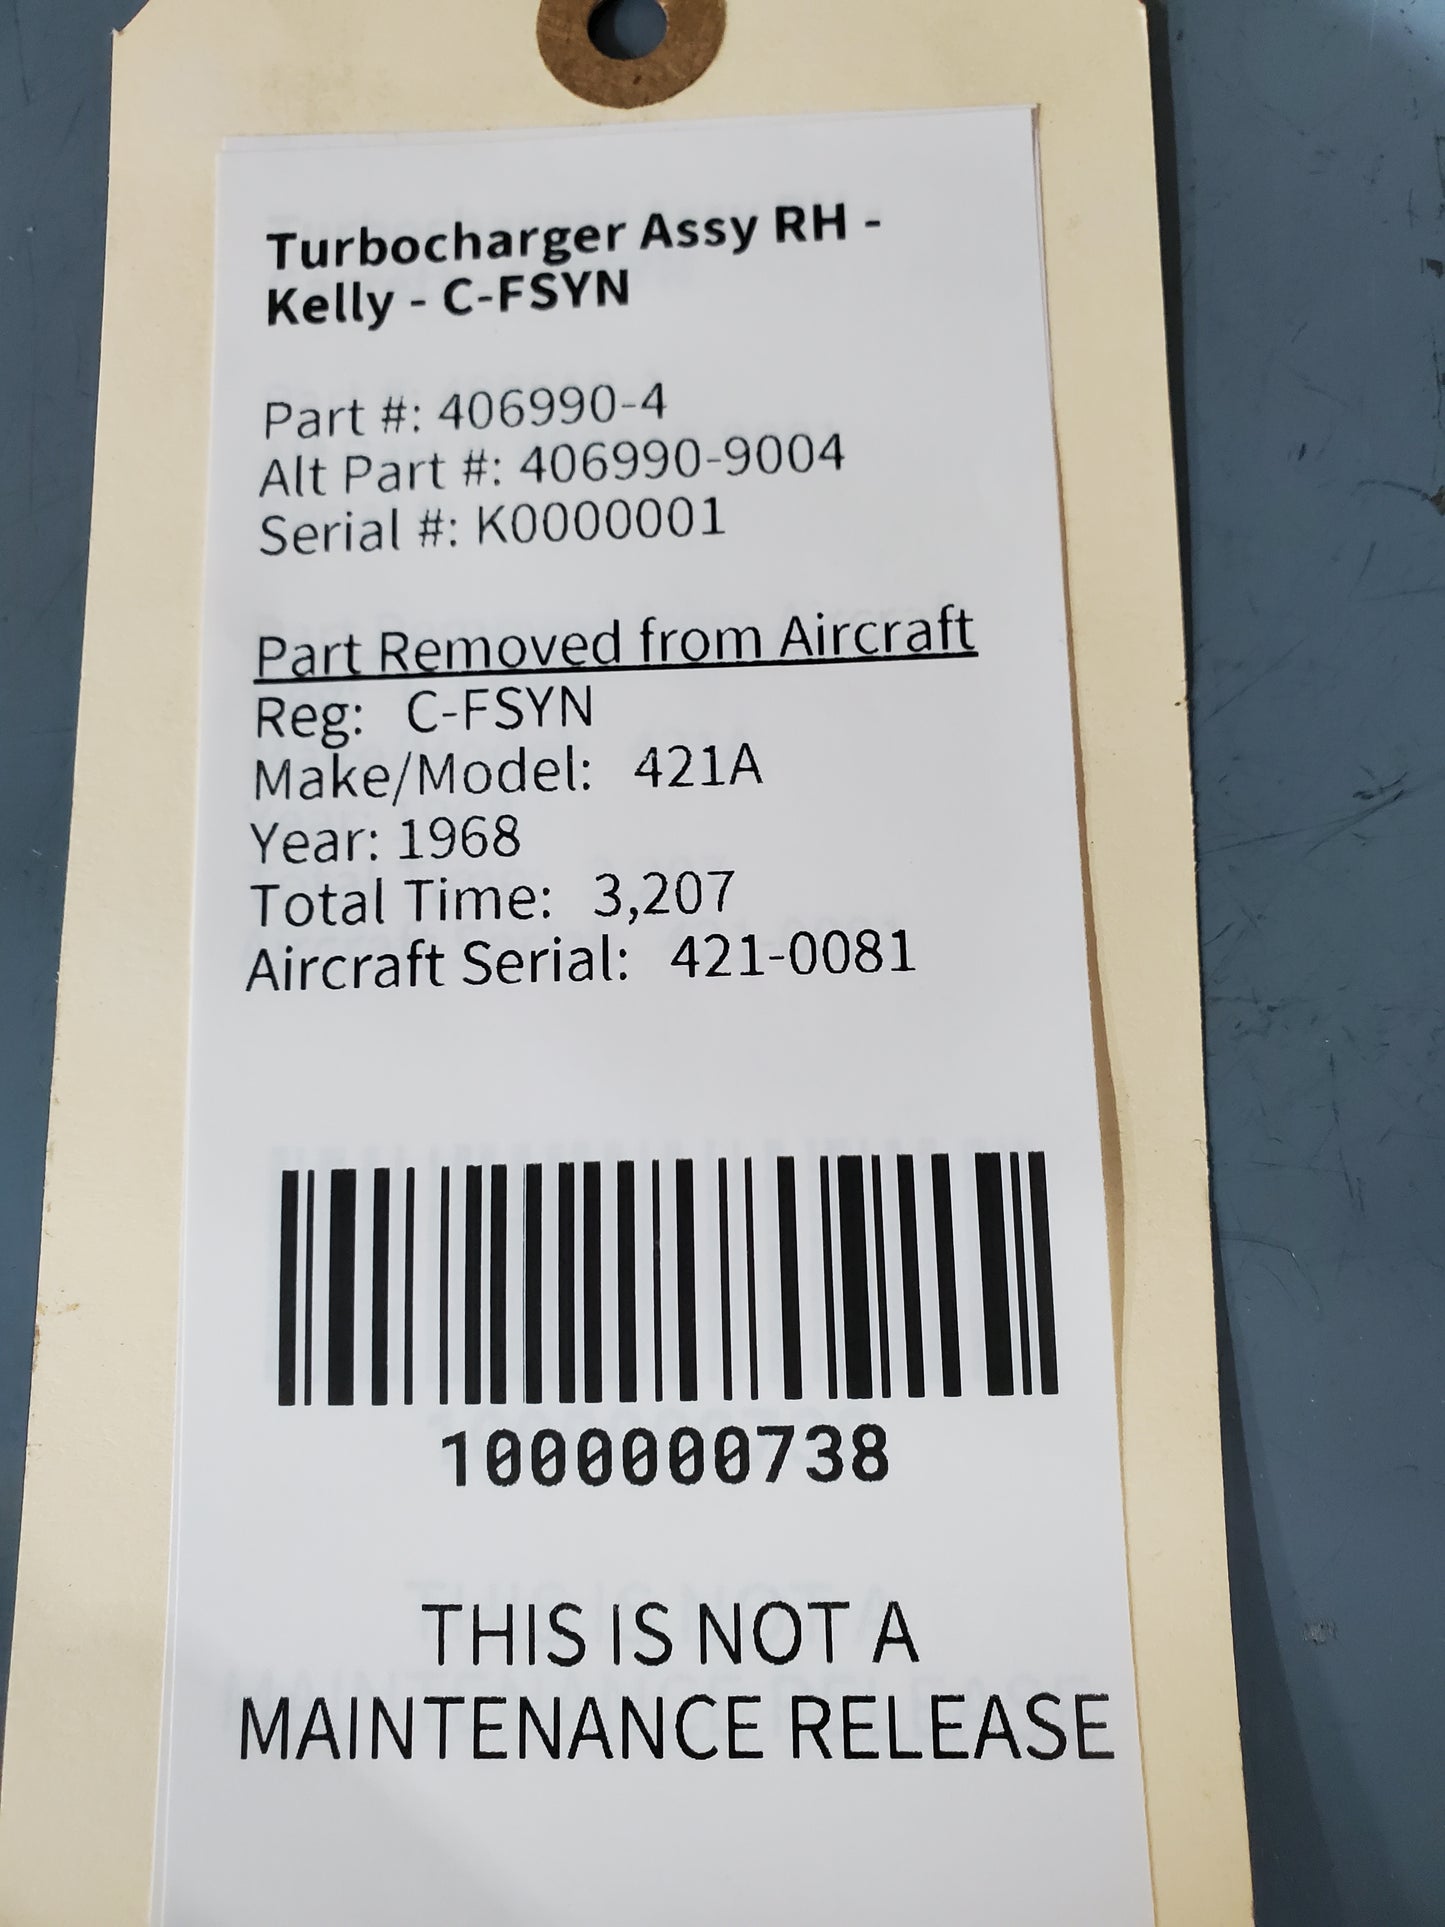 Turbocharger Assy RH -
Kelly - C-FSYN
Part #: 406990-4
Alt Part #: 406990-9004
Serial #: K0000001
Part Removed from Aircraft
Reg: C-FSYN
Make/Model: 421A
Year: 1968
Total Time: 3,207
Aircraft Serial: 421-0081
1000000738
THIS IS NOT A
MAINTENANCE RELEASE